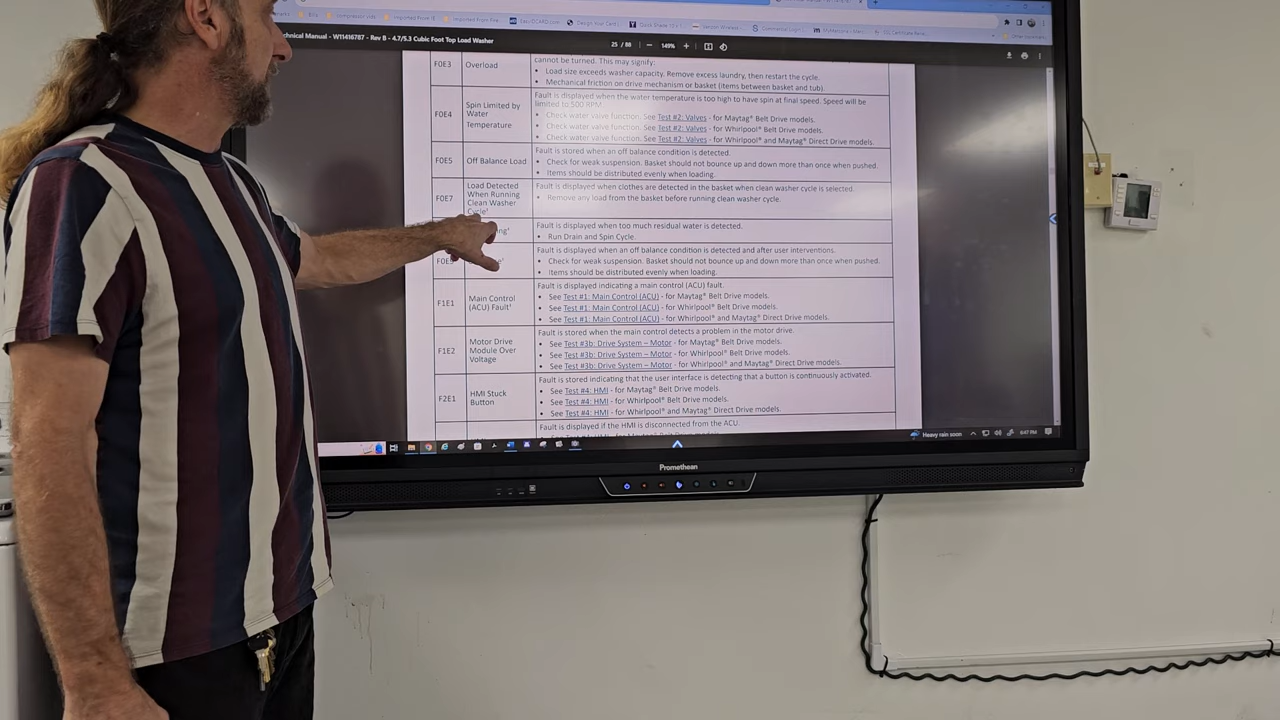 Technical Manual - W11416787 - Rev B - 4.7/5.3 Cubic Foot Top Load Washer
25 / 88
149%
cannot be turned. This may signify:
F0E3
Overload
• Load size exceeds washer capacity. Remove excess laundry, then restart the cycle.
• Mechanical friction on drive mechanism or basket (items between basket and tub).
F0E4
Spin Limited by
Water
Temperature
Fault is displayed when the water temperature is too high to have spin at final speed. Speed will be
limited to 500 RPM
• Check water valve function. See Test #2: Valves - for Maytag® Belt Drive models.
• Check water valve function. See Test #2: Valves - for Whirlpool® Belt Drive models.
• Check water valve function. See Test #2: Valves - for Whirlpool® and Maytag® Direct Drive models.
F0E5
Off Balance Load
Fault is stored when an off balance condition is detected.
• Check for weak suspension. Basket should not bounce up and down more than once when pushed.
• Items should be distributed evenly when loading.
F0E7
Load Detected
When Running
Clean Washer
Cycle¹
Fault is displayed when clothes are detected in the basket when clean washer cycle is selected.
• Remove any load from the basket before running clean washer cycle.
Fault is displayed when too much residual water is detected.
• Run Drain and Spin Cycle.
Fault is displayed when an off balance condition is detected and after user interventions.
• Check for weak suspension. Basket should not bounce up and down more than once when pushed.
• Items should be distributed evenly when loading.
F1E1
Main Control
(ACU) Fault¹
Fault is displayed indicating a main control (ACU) fault.
• See Test #1: Main Control (ACU) - for Maytag® Belt Drive models.
• See Test #1: Main Control (ACU) - for Whirlpool® Belt Drive models.
• See Test #1: Main Control (ACU) - for Whirlpool® and Maytag® Direct Drive models.
F1E2
Motor Drive
Module Over
Voltage
Fault is stored when the main control detects a problem in the motor drive.
• See Test #3b: Drive System – Motor - for Maytag® Belt Drive models.
• See Test #3b: Drive System – Motor - for Whirlpool® Belt Drive models.
• See Test #3b: Drive System – Motor - for Whirlpool® and Maytag® Direct Drive models.
F2E1
HMI Stuck
Button
Fault is stored indicating that the user interface is detecting that a button is continuously activated.
• See Test #4: HMI - for Maytag® Belt Drive models.
• See Test #4: HMI - for Whirlpool® Belt Drive models.
• See Test #4: HMI - for Whirlpool® and Maytag® Direct Drive models.
Fault is displayed if the HMI is disconnected from the ACU.
Heavy rain soon
Promethean